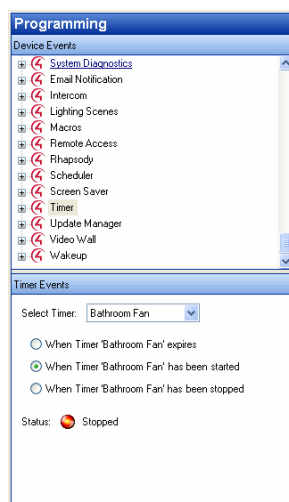 Programming
Device Events
System Diagnostics
Email Notification
Intercom
Lighting Scenes
Macros
Remote Access
Rhapsody
Scheduler
Screen Saver
Timer
Update Manager
Video Wall
Wakeup
Timer Events
Select Timer: Bathroom Fan
When Timer 'Bathroom Fan' expires
When Timer 'Bathroom Fan' has been started
When Timer 'Bathroom Fan' has been stopped
Status: Stopped